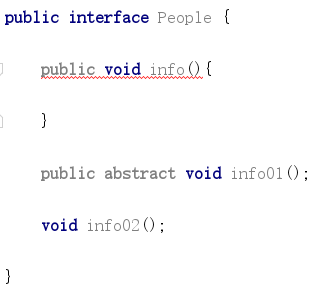 public interface People {
public void info(){
}
public abstract void info01();
void info02();
}